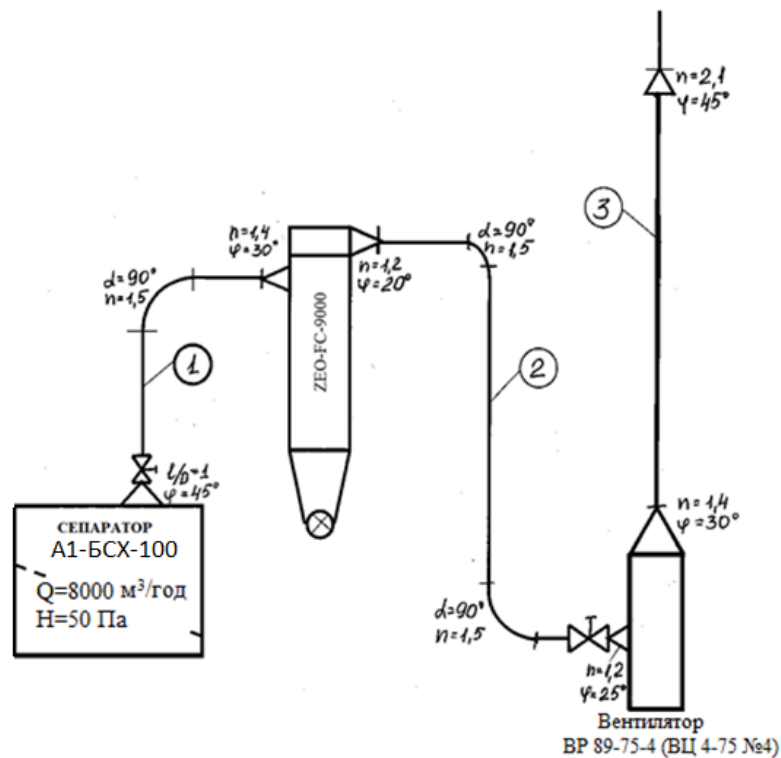 n=2,1
φ=45°
3
n=1,4
φ=30°
α=90°
n=1,5
n=1,2
φ=20°
α=90°
n=1,5
ZEO-FC-9000
1
2
l/D=1
φ=45°
СЕПАРАТОР
А1-БСХ-100
Q=8000 м³/год
H=50 Па
n=1,4
φ=30°
α=90°
n=1,5
n=1,2
φ=25°
Вентилятор
ВР 89-75-4 (ВЦ 4-75 №4)